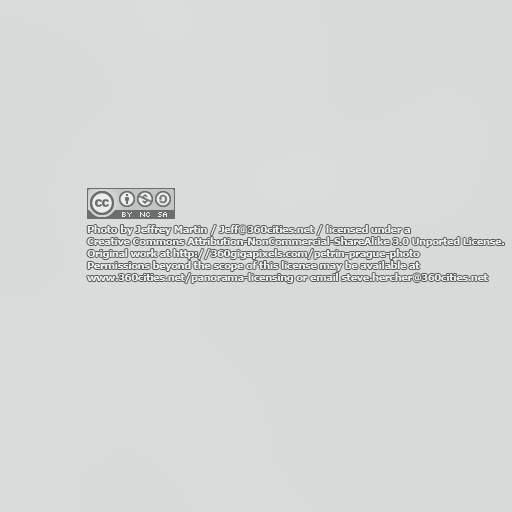 cc
BY NC SA
Photo by Jeffrey Martin / Jeff@360cities.net / licensed under a
Creative Commons Attribution-NonCommercial-ShareAlike 3.0 Unported License.
Original work at http://360gigapixels.com/petrin-prague-photo
Permissions beyond the scope of this license may be available at
www.360cities.net/panorama-licensing or email steve.hercher@360cities.net